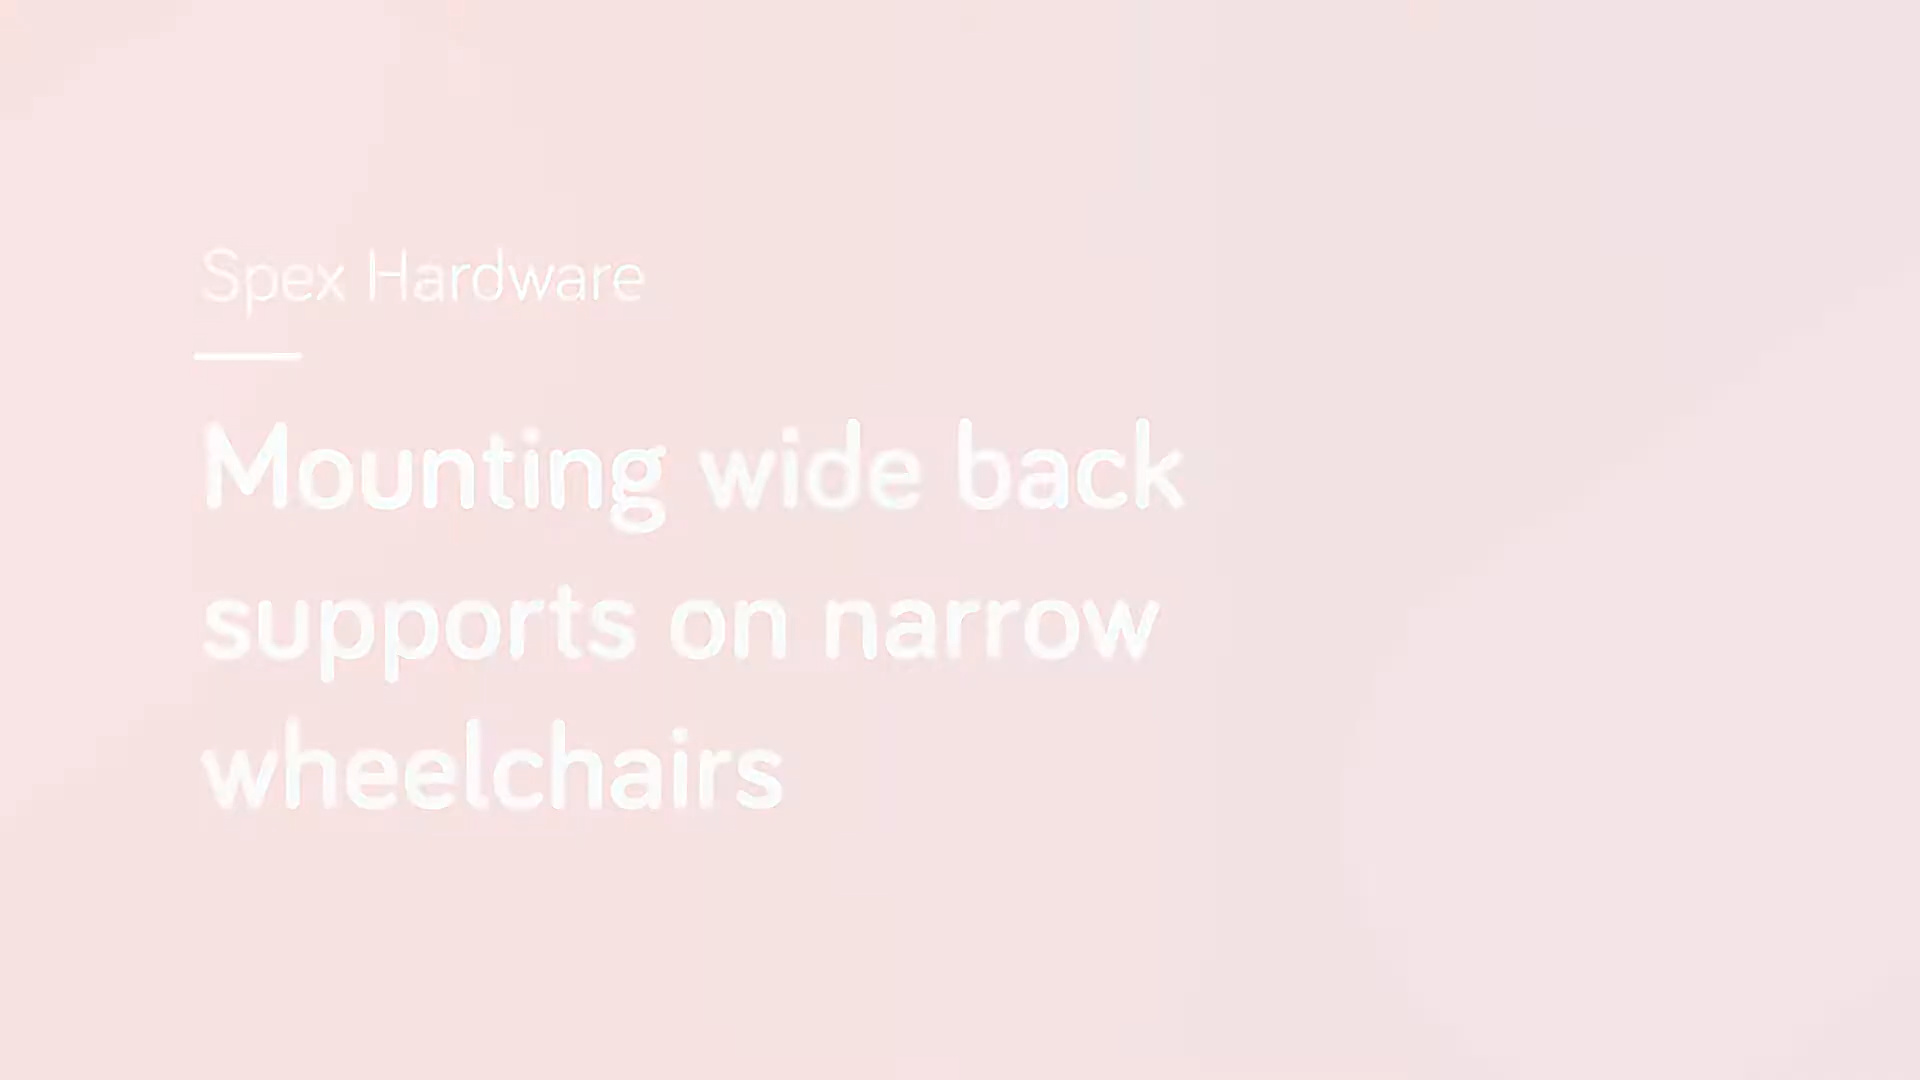 Spex Hardware
Mounting wide back
supports on narrow
wheelchairs